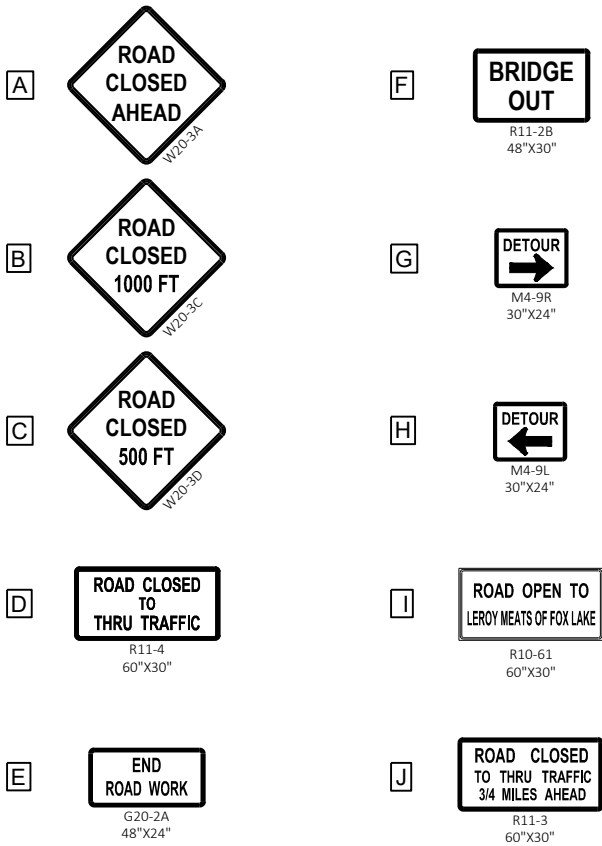 A
ROAD
CLOSED
AHEAD
W20-3A
B
ROAD
CLOSED
1000 FT
W20-3C
C
ROAD
CLOSED
500 FT
W20-3D
D
ROAD CLOSED
TO
THRU TRAFFIC
R11-4
60"X30"
E
END
ROAD WORK
G20-2A
48"X24"
F
BRIDGE
OUT
R11-2B
48"X30"
G
DETOUR
M4-9R
30"X24"
H
DETOUR
M4-9L
30"X24"
I
ROAD OPEN TO
LEROY MEATS OF FOX LAKE
R10-61
60"X30"
J
ROAD CLOSED
TO THRU TRAFFIC
3/4 MILES AHEAD
R11-3
60"X30"